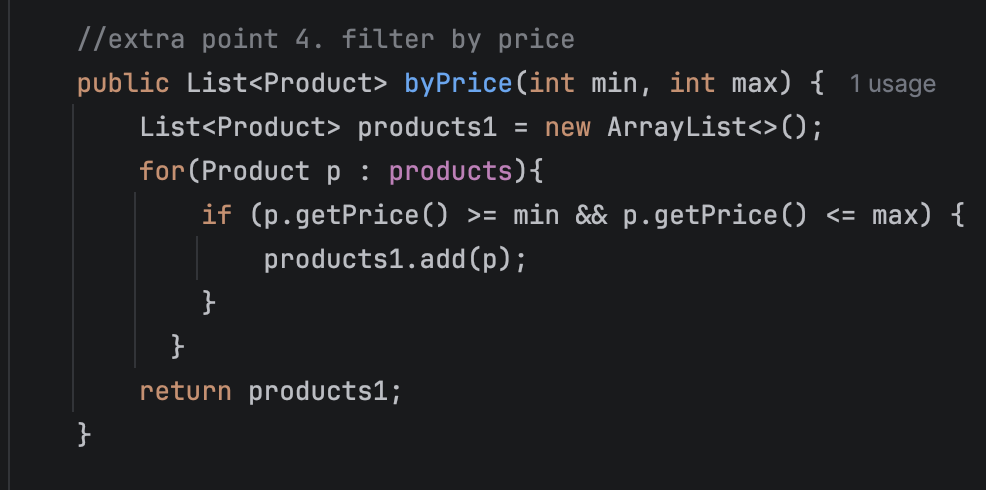 //extra point 4. filter by price
public List<Product> byPrice(int min, int max) {   1 usage
    List<Product> products1 = new ArrayList<>();
    for(Product p : products){
        if (p.getPrice() >= min && p.getPrice() <= max) {
            products1.add(p);
        }
      }
    return products1;
}